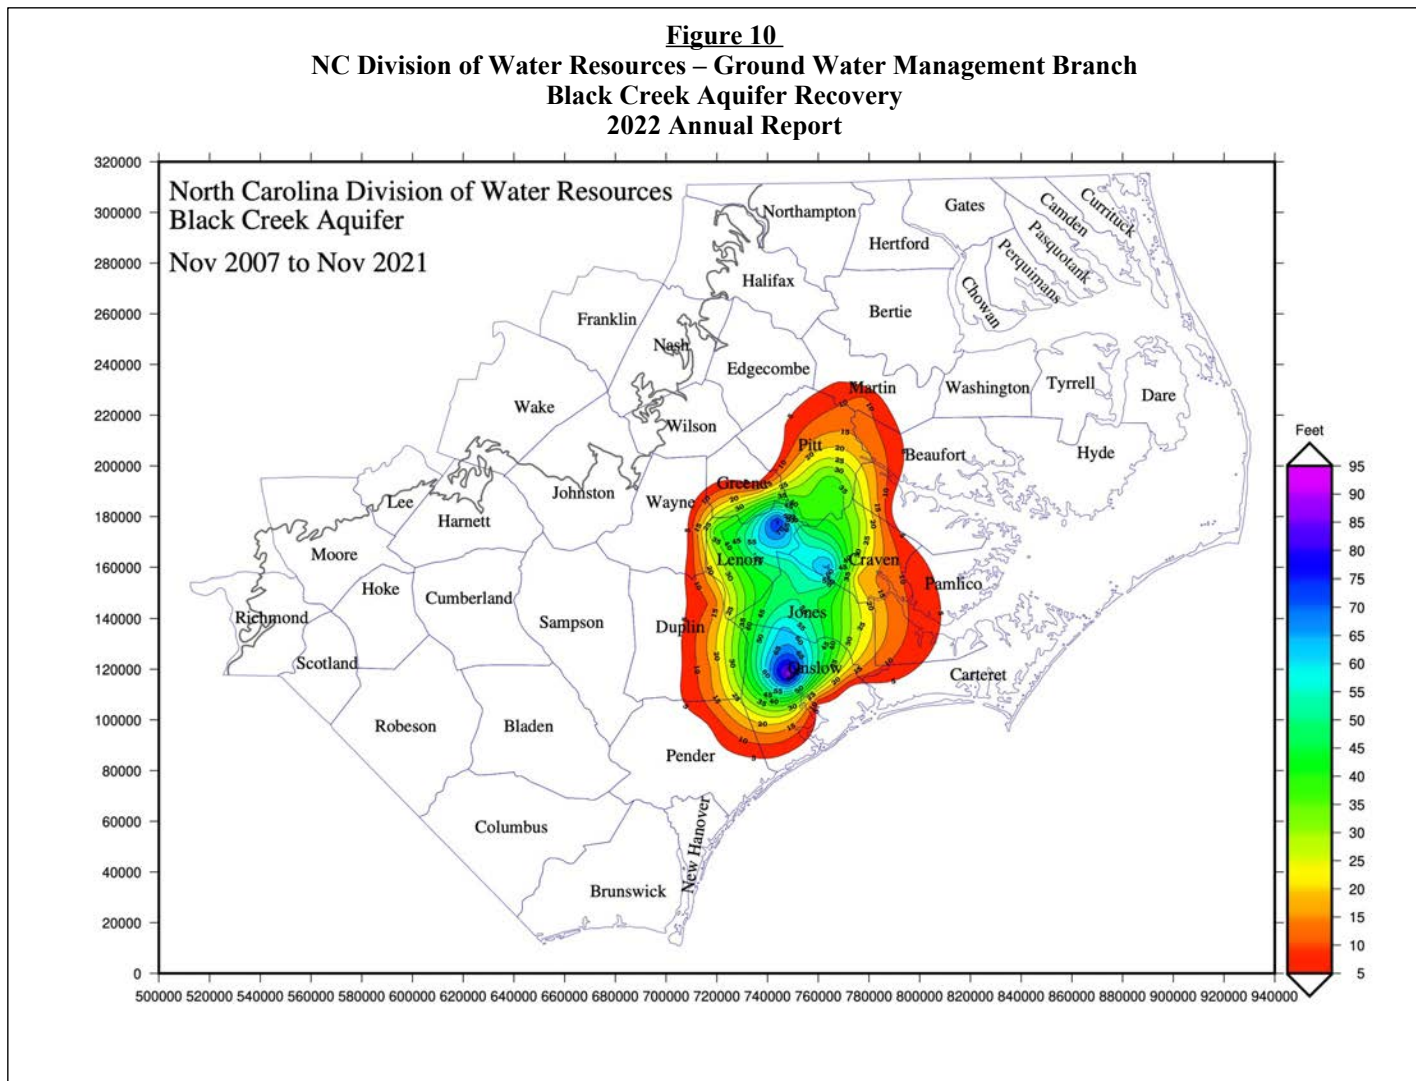 Figure 10
NC Division of Water Resources – Ground Water Management Branch
Black Creek Aquifer Recovery
2022 Annual Report
North Carolina Division of Water Resources
Black Creek Aquifer
Nov 2007 to Nov 2021
320000
300000
280000
260000
240000
220000
200000
180000
160000
140000
120000
100000
80000
60000
40000
20000
0
Northampton
Gates
Camden
Currituck
Hertford
Pasquotank
Perquimans
Halifax
Chowan
Bertie
Franklin
Nash
Edgecombe
Martin
Washington
Tyrrell
Dare
Wake
Wilson
Pitt
Beaufort
Hyde
Greene
Johnston
Wayne
Lee
Harnett
Moore
Lenoir
Craven
Pamlico
Hoke
Cumberland
Richmond
Sampson
Jones
Duplin
Scotland
Onslow
Carteret
Robeson
Bladen
Pender
Columbus
New Hanover
Brunswick
500000 520000 540000 560000 580000 600000 620000 640000 660000 680000 700000 720000 740000 760000 780000 800000 820000 840000 860000 880000 900000 920000 940000
Feet
95
90
85
80
75
70
65
60
55
50
45
40
35
30
25
20
15
10
5